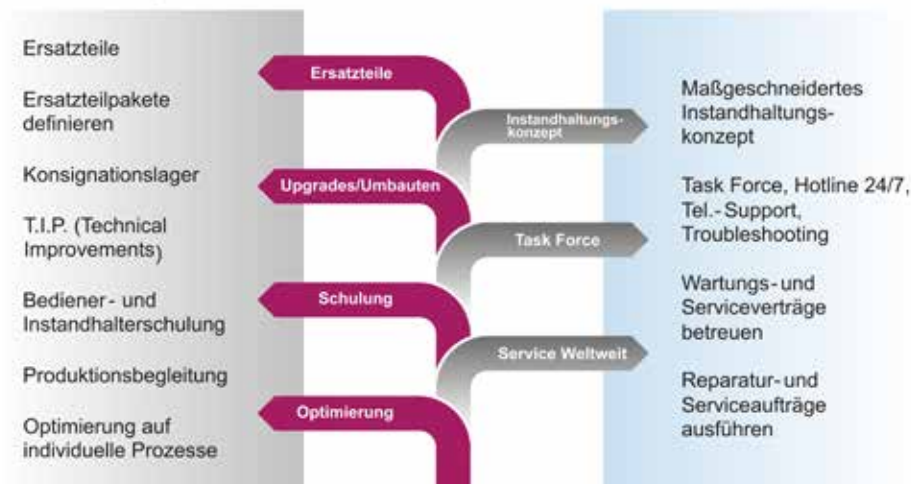 Ersatzteile
Ersatzteilpakete
definieren
Konsignationslager
T.I.P. (Technical
Improvements)
Bediener- und
Instandhalterschulung
Produktionsbegleitung
Optimierung auf
individuelle Prozesse
Ersatzteile
Upgrades/Umbauten
Schulung
Optimierung
Instandhaltungs-
konzept
Task Force
Service Weltweit
Maßgeschneidertes
Instandhaltungs-
konzept
Task Force, Hotline 24/7,
Tel.-Support,
Troubleshooting
Wartungs- und
Serviceverträge
betreuen
Reparatur- und
Serviceaufträge
ausführen